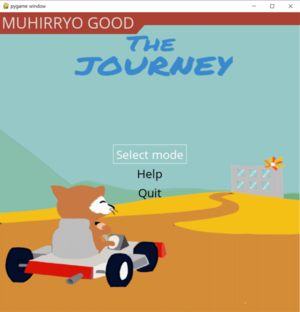 pygame window
MUHIRRYO GOOD
THE
JOURNEY
Select mode
Help
Quit